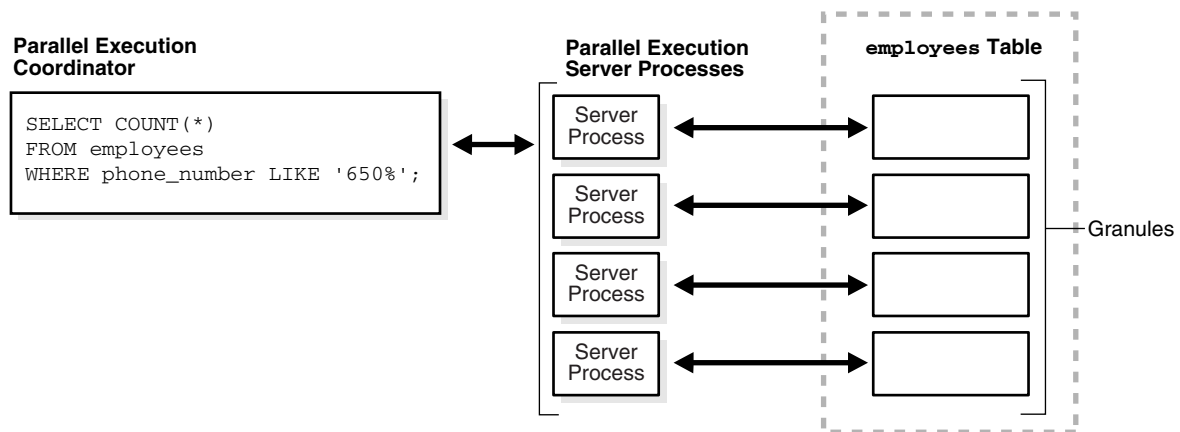 Parallel Execution
Coordinator
SELECT COUNT(*)
FROM employees
WHERE phone_number LIKE '650%';
Parallel Execution
Server Processes
Server
Process
Server
Process
Server
Process
Server
Process
employees Table
Granules